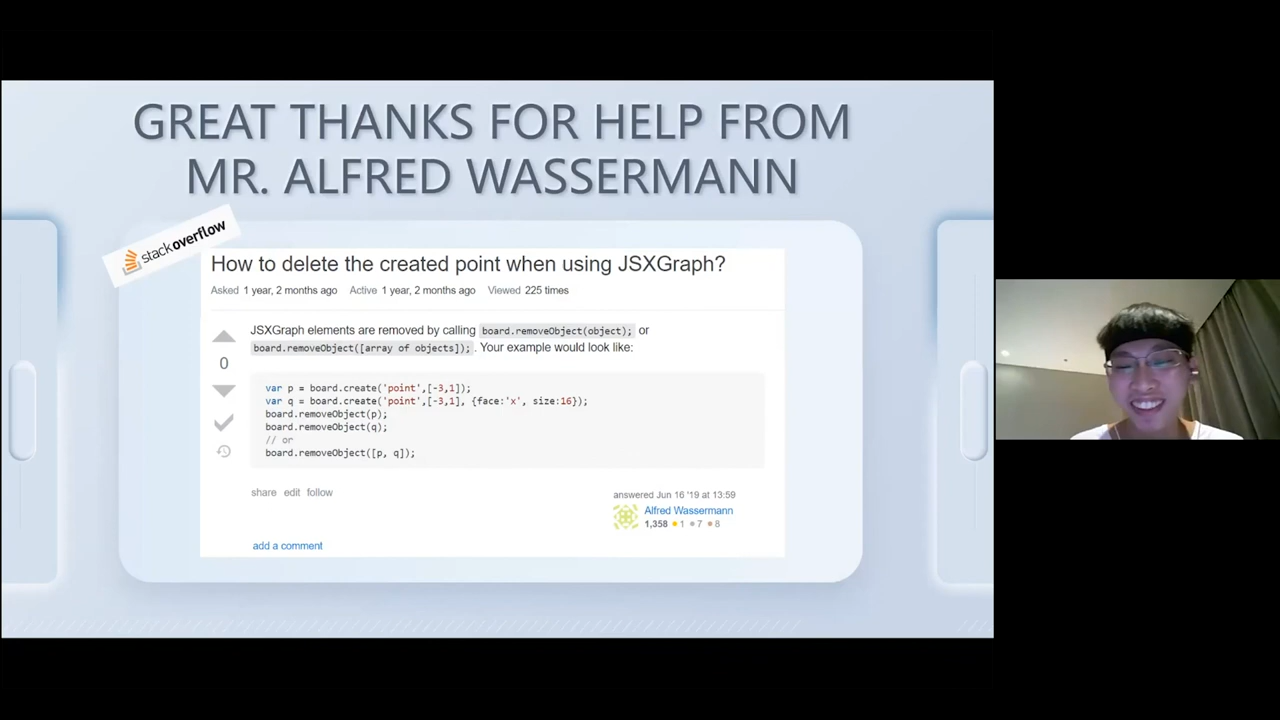 GREAT THANKS FOR HELP FROM
MR. ALFRED WASSERMANN
stackoverflow
How to delete the created point when using JSXGraph?
Asked 1 year, 2 months ago Active 1 year, 2 months ago Viewed 225 times
JSXGraph elements are removed by calling board.removeObject(object); or
board.removeObject([array of objects]);. Your example would look like:
0
var p = board.create('point',[-3,1]);
var q = board.create('point',[-3,1], {face:'x', size:16});
board.removeObject(p);
board.removeObject(q);
// or
board.removeObject([p, q]);
share edit follow
answered Jun 16 '19 at 13:59
Alfred Wassermann
1,358 1 7 8
add a comment